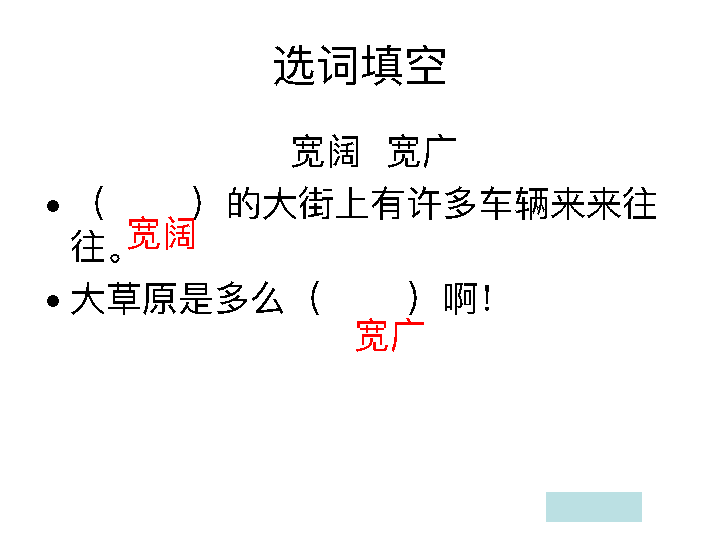 选词填空
宽阔 宽广
•（ ）的大街上有许多车辆来来往
往。宽阔
•大草原是多么（ ）啊！
宽广